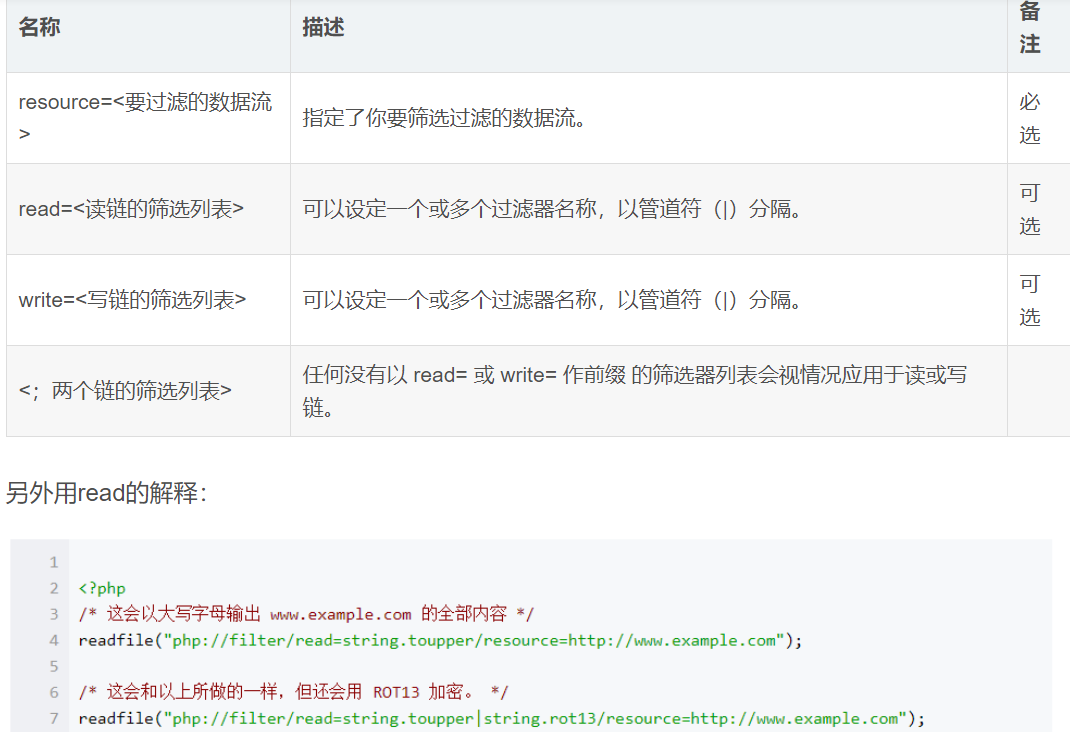 名称 描述 备
注
resource=<要过滤的数据流
>
指定了你要筛选过滤的数据流。
必
选
read=<读链的筛选列表>
可以设定一个或多个过滤器名称，以管道符（|）分隔。
可
选
write=<写链的筛选列表>
可以设定一个或多个过滤器名称，以管道符（|）分隔。
可
选
<；两个链的筛选列表>
任何没有以 read= 或 write= 作前缀 的筛选器列表会视情况应用于读或写
链。
另外用read的解释：
1
2 <?php
3 /* 这会以大写字母输出 www.example.com 的全部内容 */
4 readfile("php://filter/read=string.toupper/resource=http://www.example.com");
5
6 /* 这会和以上所做的一样，但还会用 ROT13 加密。 */
7 readfile("php://filter/read=string.toupper|string.rot13/resource=http://www.example.com");